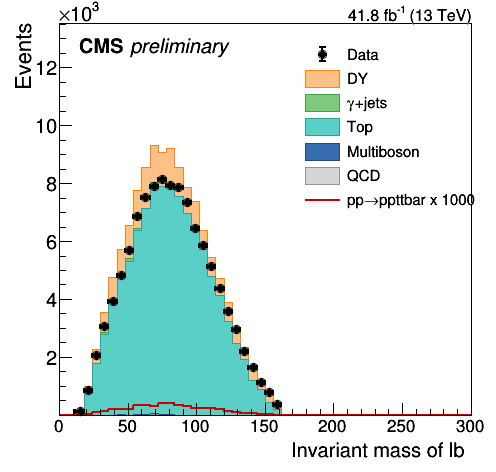 ×10³
41.8 fb⁻¹ (13 TeV)
Events
CMS preliminary
Data
DY
γ+jets
Top
Multiboson
QCD
pp→ppttbar x 1000
12
10
8
6
4
2
0 50 100 150 200 250 300
Invariant mass of lb